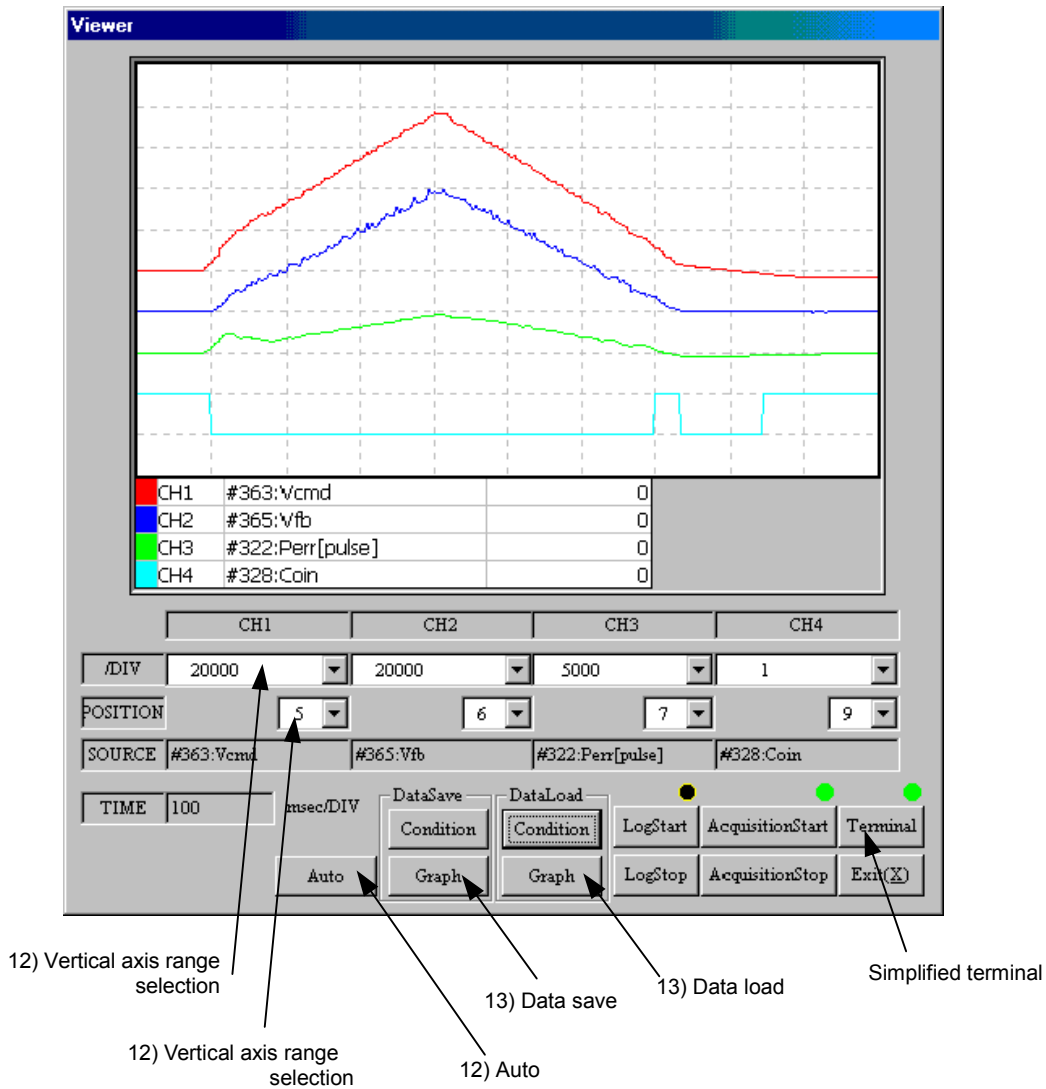 Viewer
CH1 #363:Vcmd 0
CH2 #365:Vfb 0
CH3 #322:Perr[pulse] 0
CH4 #328:Coin 0
CH1 CH2 CH3 CH4
/DIV 20000 20000 5000 1
POSITION 5 6 7 9
SOURCE #363:Vcmd #365:Vfb #322:Perr[pulse] #328:Coin
TIME 100 msec/DIV
DataSave DataLoad
Condition Condition LogStart AcquisitionStart Terminal
Auto Graph Graph LogStop AcquisitionStop Exit(X)
12) Vertical axis range
selection
13) Data save
13) Data load
Simplified terminal
12) Vertical axis range
selection
12) Auto